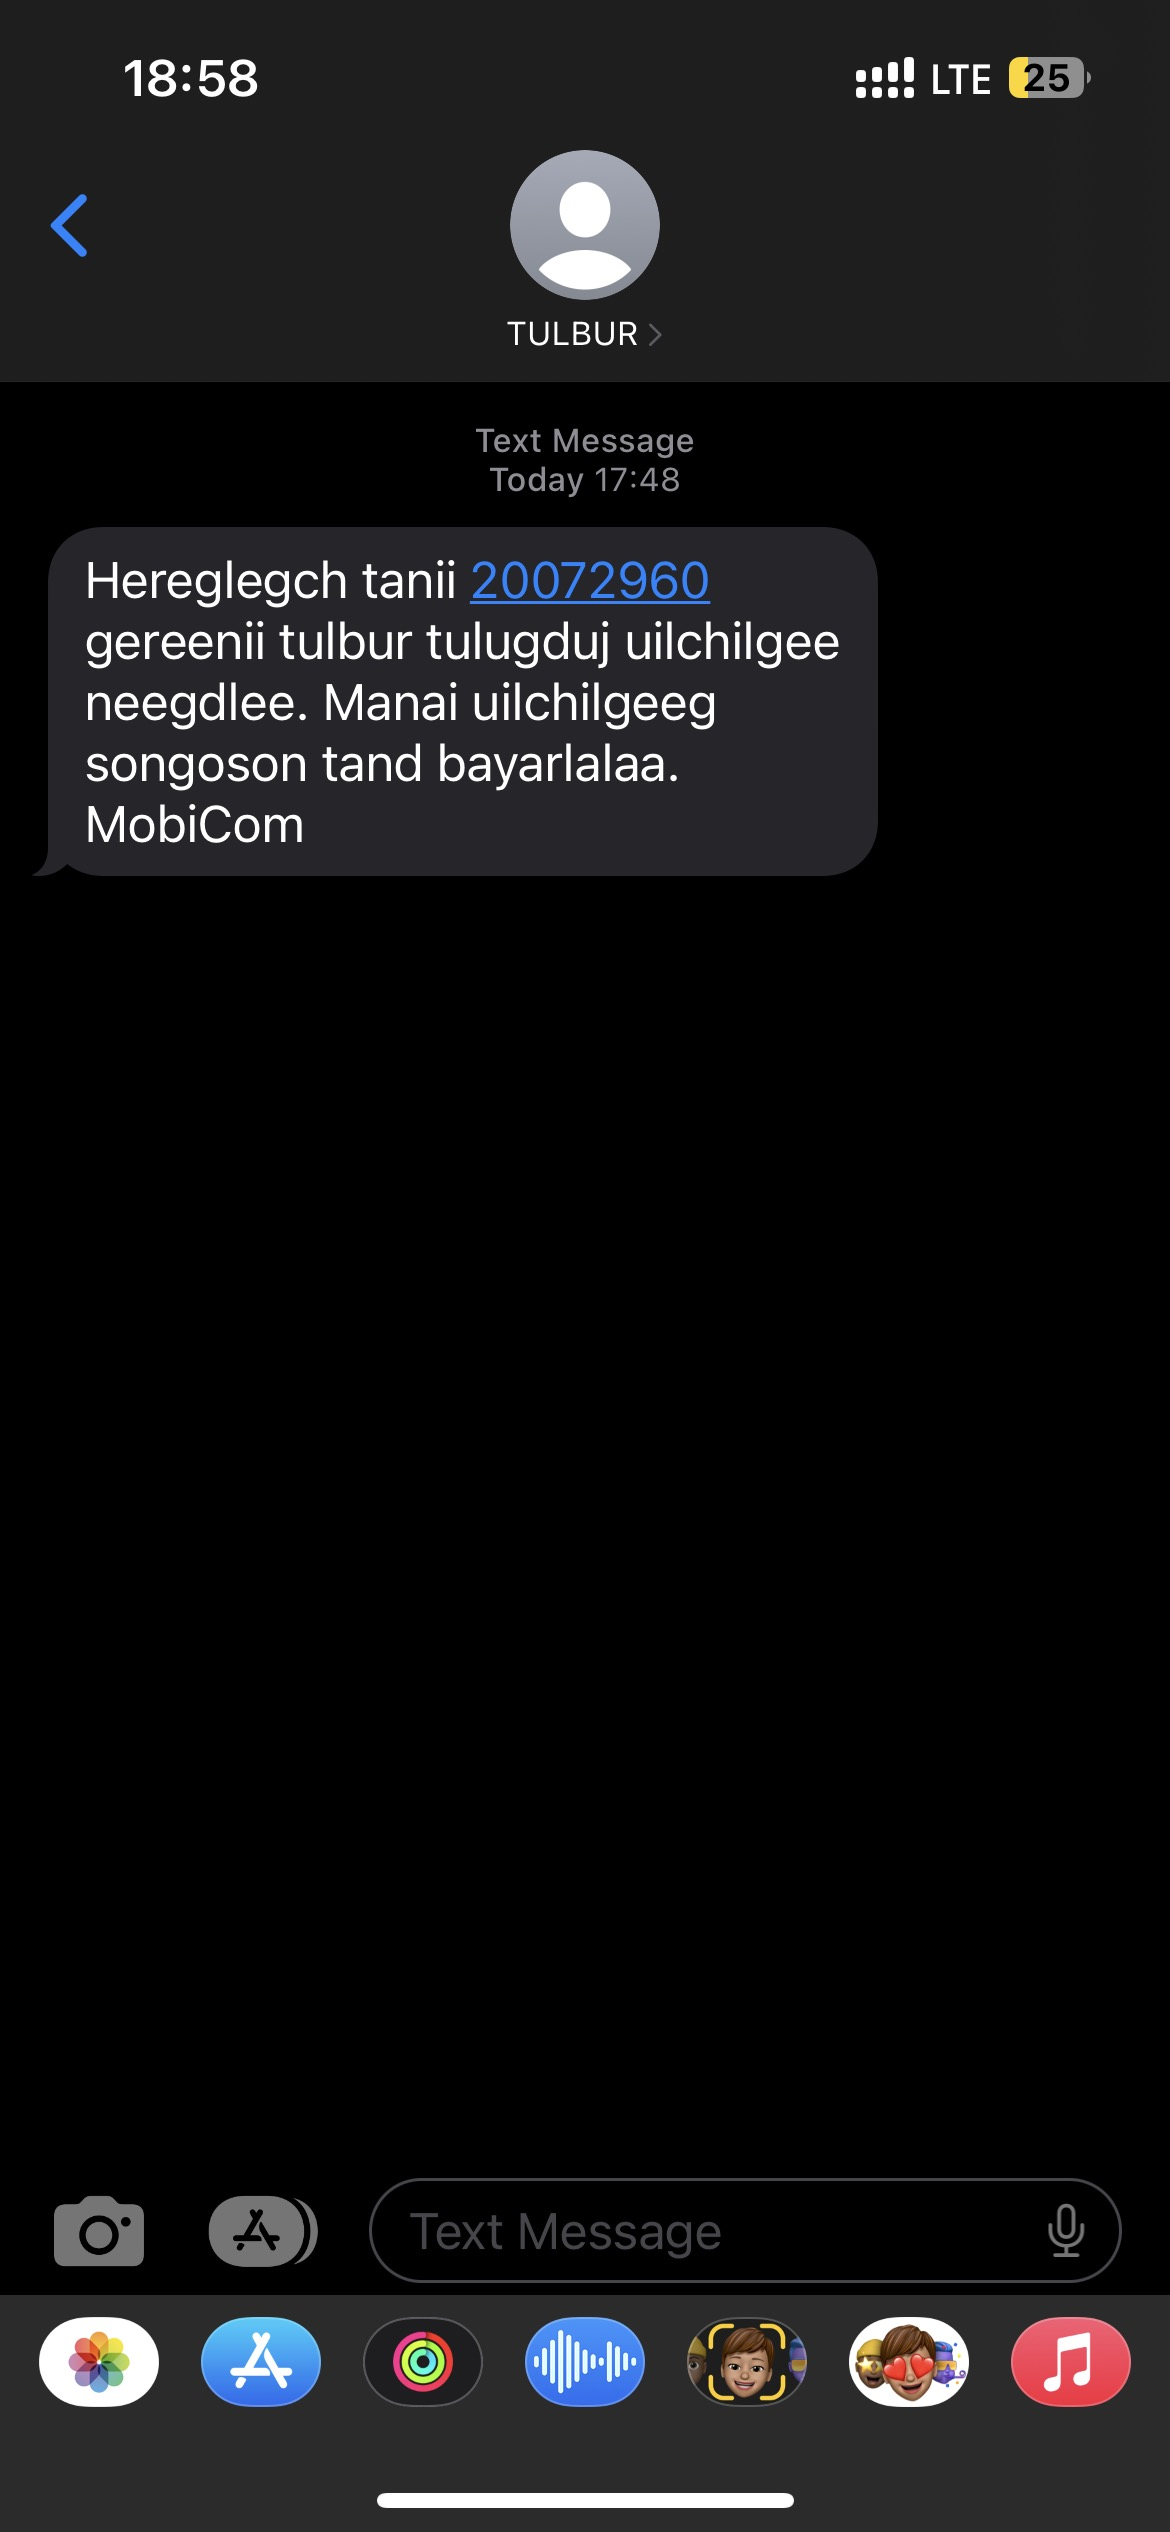 18:58
LTE 25
TULBUR
Text Message
Today 17:48
Hereglegch tanii 20072960
gereenii tulbur tulugduj uilchilgee
neegdlee. Manai uilchilgeeg
songoson tand bayarlalaa.
MobiCom
Text Message